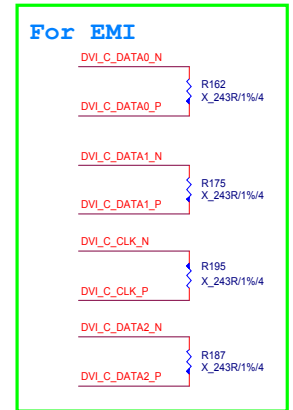 For EMI
DVI_C_DATA0_N
R162
X_243R/1%/4
DVI_C_DATA0_P
DVI_C_DATA1_N
R175
X_243R/1%/4
DVI_C_DATA1_P
DVI_C_CLK_N
R195
X_243R/1%/4
DVI_C_CLK_P
DVI_C_DATA2_N
R187
X_243R/1%/4
DVI_C_DATA2_P